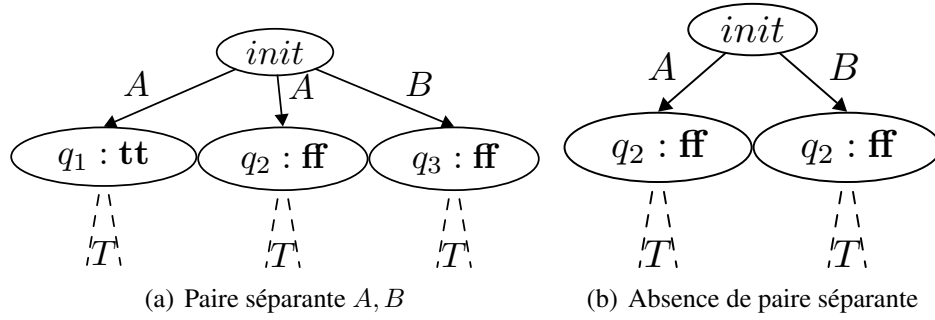 init
A A B
q₁ : tt q₂ : ff q₃ : ff
T T T
(a) Paire séparante A, B
init
A B
q₂ : ff q₂ : ff
T T
(b) Absence de paire séparante